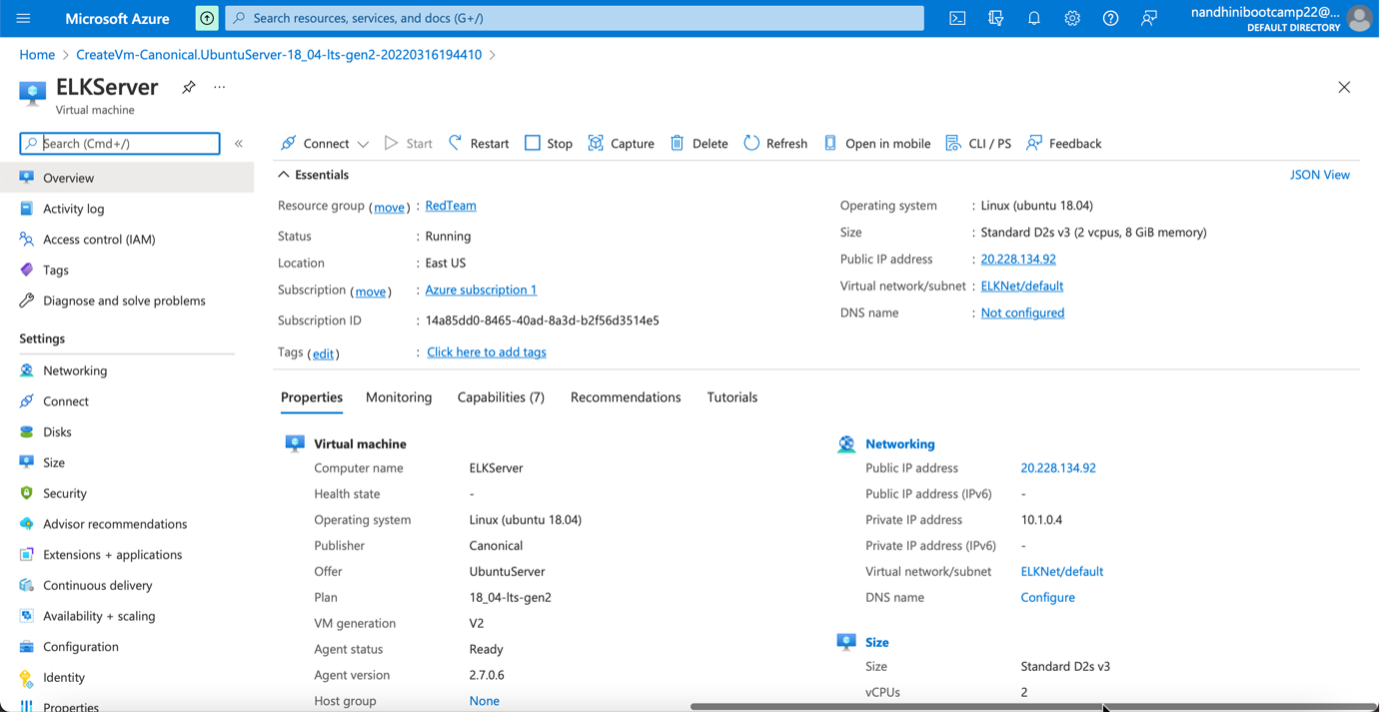 Microsoft Azure
Search resources, services, and docs (G+/)
nandhinibootcamp22@...
DEFAULT DIRECTORY
Home > CreateVm-Canonical.UbuntuServer-18_04-lts-gen2-20220316194410 >
ELKServer
Virtual machine
Search (Cmd+/)
«
Overview
Activity log
Access control (IAM)
Tags
Diagnose and solve problems
Settings
Networking
Connect
Disks
Size
Security
Advisor recommendations
Extensions + applications
Continuous delivery
Availability + scaling
Configuration
Identity
Properties
Connect Start Restart Stop Capture Delete Refresh Open in mobile CLI / PS Feedback
Essentials
JSON View
Resource group (move) : RedTeam
Status : Running
Location : East US
Subscription (move) : Azure subscription 1
Subscription ID : 14a85dd0-8465-40ad-8a3d-b2f56d3514e5
Tags (edit) : Click here to add tags
Operating system : Linux (ubuntu 18.04)
Size : Standard D2s v3 (2 vcpus, 8 GiB memory)
Public IP address : 20.228.134.92
Virtual network/subnet : ELKNet/default
DNS name : Not configured
Properties Monitoring Capabilities (7) Recommendations Tutorials
Virtual machine
Computer name ELKServer
Health state -
Operating system Linux (ubuntu 18.04)
Publisher Canonical
Offer UbuntuServer
Plan 18_04-lts-gen2
VM generation V2
Agent status Ready
Agent version 2.7.0.6
Host group None
Networking
Public IP address 20.228.134.92
Public IP address (IPv6) -
Private IP address 10.1.0.4
Private IP address (IPv6) -
Virtual network/subnet ELKNet/default
DNS name Configure
Size
Size Standard D2s v3
vCPUs 2